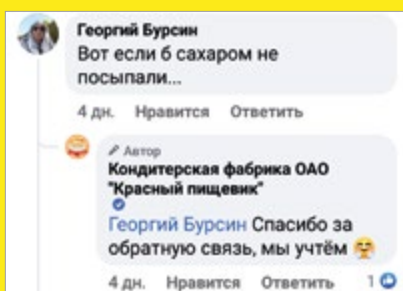 Георгий Бурсин
Вот если б сахаром не
посыпали...
4 дн. Нравится Ответить
Автор
Кондитерская фабрика ОАО
"Красный пищевик"
Георгий Бурсин Спасибо за
обратную связь, мы учтём
4 дн. Нравится Ответить 1